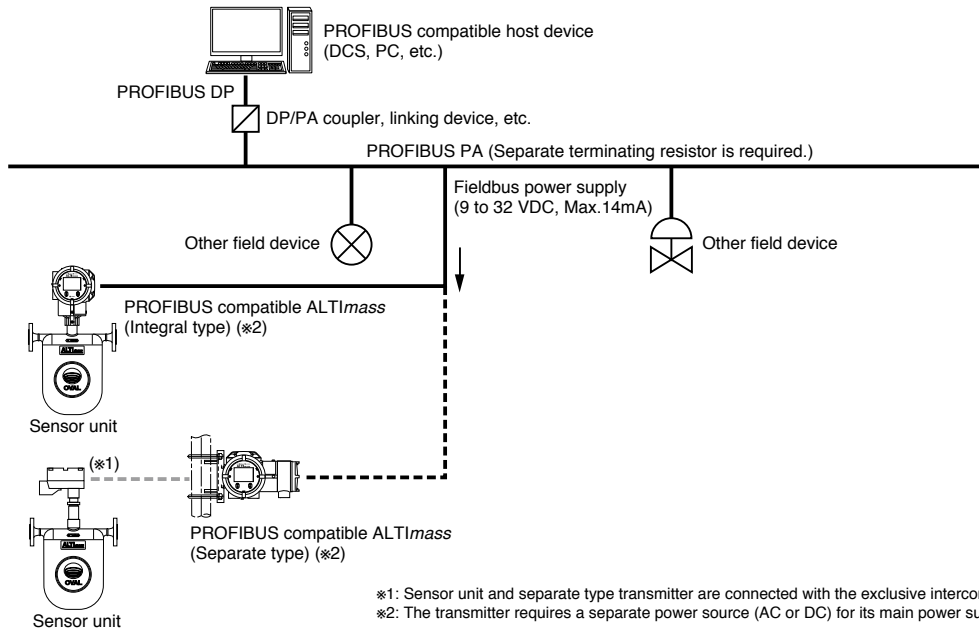 PROFIBUS compatible host device
(DCS, PC, etc.)
PROFIBUS DP
DP/PA coupler, linking device, etc.
PROFIBUS PA (Separate terminating resistor is required.)
Fieldbus power supply
(9 to 32 VDC, Max.14mA)
Other field device
Other field device
PROFIBUS compatible ALTImass
(Integral type) (※2)
ALTImass
OVAL
Sensor unit
(※1)
PROFIBUS compatible ALTImass
(Separate type) (※2)
ALTImass
OVAL
Sensor unit
※1: Sensor unit and separate type transmitter are connected with the exclusive
※2: The transmitter requires a separate power source (AC or DC) for its main power